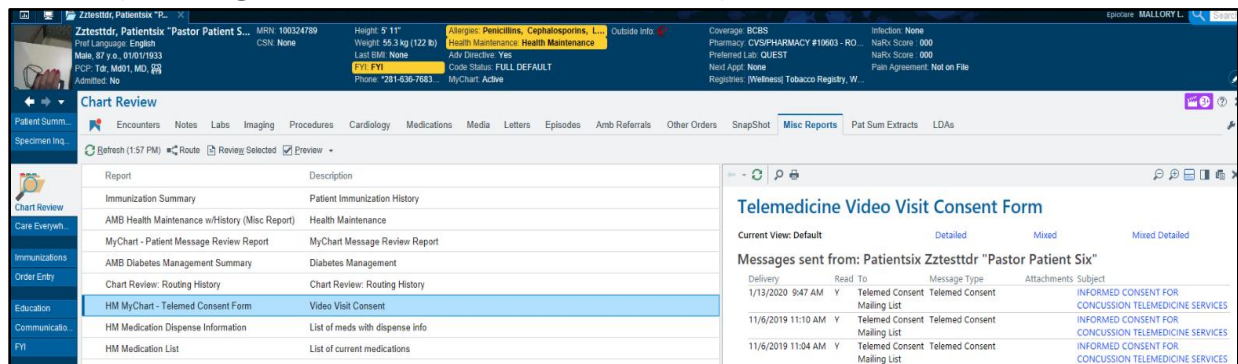 Zztesttdr, Patientsix "P...
Epiccare MALLORY L.
Zztesttdr, Patientsix "Pastor Patient S...
Pref Language: English
Male, 87 y.o., 01/01/1933
PCP: Tdr, Md01, MD,
Admitted: No
MRN: 100324789
CSN: None
Height: 5' 11"
Weight: 55.3 kg (122 lb)
Last BMI: None
FYI: FYI
Phone: *281-636-7683...
Allergies: Penicillins, Cephalosporins, L...
Health Maintenance: Health Maintenance
Adv Directive: Yes
Code Status: FULL DEFAULT
MyChart: Active
Outside Info:
Coverage: BCBS
Pharmacy: CVS/PHARMACY #10603 - RO...
Preferred Lab: QUEST
Next Appt: None
Registries: [Wellness] Tobacco Registry, W...
Infection: None
NaRx Score: 000
NaRx Score: 000
Pain Agreement: Not on File
Chart Review
Patient Summ...
Specimen Inq...
Chart Review
Care Everywh...
Immunizations
Order Entry
Education
Communicatio...
FYI
Encounters Notes Labs Imaging Procedures Cardiology Medications Media Letters Episodes Amb Referrals Other Orders SnapShot Misc Reports Pat Sum Extracts LDAs
Refresh (1:57 PM) Route Review Selected Preview
Report Description
Immunization Summary Patient Immunization History
AMB Health Maintenance w/History (Misc Report) Health Maintenance
MyChart - Patient Message Review Report MyChart Message Review Report
AMB Diabetes Management Summary Diabetes Management
Chart Review: Routing History Chart Review: Routing History
HM MyChart - Telemed Consent Form Video Visit Consent
HM Medication Dispense Information List of meds with dispense info
HM Medication List List of current medications
Telemedicine Video Visit Consent Form
Current View: Default Detailed Mixed Mixed Detailed
Messages sent from: Patientsix Zztesttdr "Pastor Patient Six"
Delivery Read To Message Type Attachments Subject
1/13/2020 9:47 AM Y Telemed Consent Telemed Consent INFORMED CONSENT FOR
Mailing List CONCUSSION TELEMEDICINE SERVICES
11/6/2019 11:10 AM Y Telemed Consent Telemed Consent INFORMED CONSENT FOR
Mailing List CONCUSSION TELEMEDICINE SERVICES
11/6/2019 11:04 AM Y Telemed Consent Telemed Consent INFORMED CONSENT FOR
Mailing List CONCUSSION TELEMEDICINE SERVICES